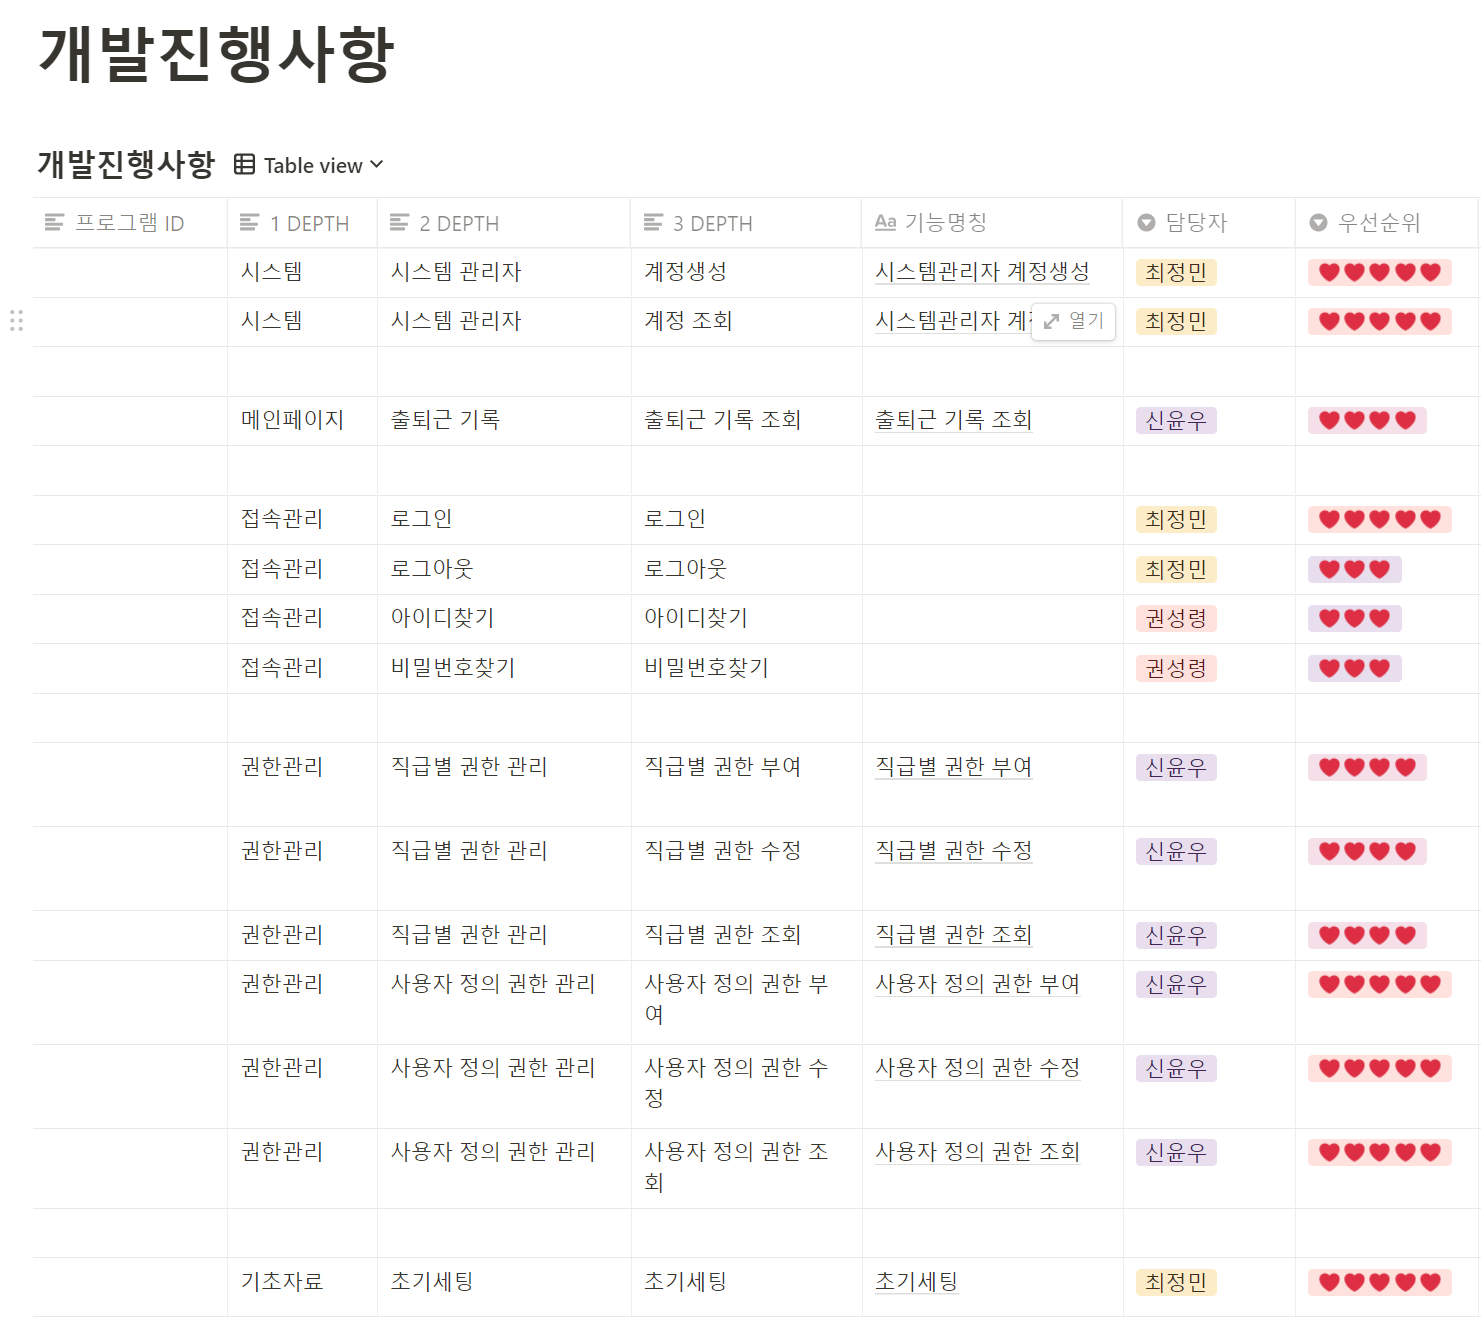 개발진행사항
개발진행사항 Table view
프로그램 ID 1 DEPTH 2 DEPTH 3 DEPTH Aa 기능명칭 담당자 우선순위
시스템 시스템 관리자 계정생성 시스템관리자 계정생성 최정민 ❤❤❤❤❤
시스템 시스템 관리자 계정 조회 시스템관리자 계 열기 최정민 ❤❤❤❤❤
메인페이지 출퇴근 기록 출퇴근 기록 조회 출퇴근 기록 조회 신윤우 ❤❤❤❤
접속관리 로그인 로그인 최정민 ❤❤❤❤❤
접속관리 로그아웃 로그아웃 최정민 ❤❤❤
접속관리 아이디찾기 아이디찾기 권성령 ❤❤❤
접속관리 비밀번호찾기 비밀번호찾기 권성령 ❤❤❤
권한관리 직급별 권한 관리 직급별 권한 부여 직급별 권한 부여 신윤우 ❤❤❤❤
권한관리 직급별 권한 관리 직급별 권한 수정 직급별 권한 수정 신윤우 ❤❤❤❤
권한관리 직급별 권한 관리 직급별 권한 조회 직급별 권한 조회 신윤우 ❤❤❤❤
권한관리 사용자 정의 권한 관리 사용자 정의 권한 부 사용자 정의 권한 부여 신윤우 ❤❤❤❤❤
여
권한관리 사용자 정의 권한 관리 사용자 정의 권한 수 사용자 정의 권한 수정 신윤우 ❤❤❤❤❤
정
권한관리 사용자 정의 권한 관리 사용자 정의 권한 조 사용자 정의 권한 조회 신윤우 ❤❤❤❤❤
회
기초자료 초기세팅 초기세팅 초기세팅 최정민 ❤❤❤❤❤